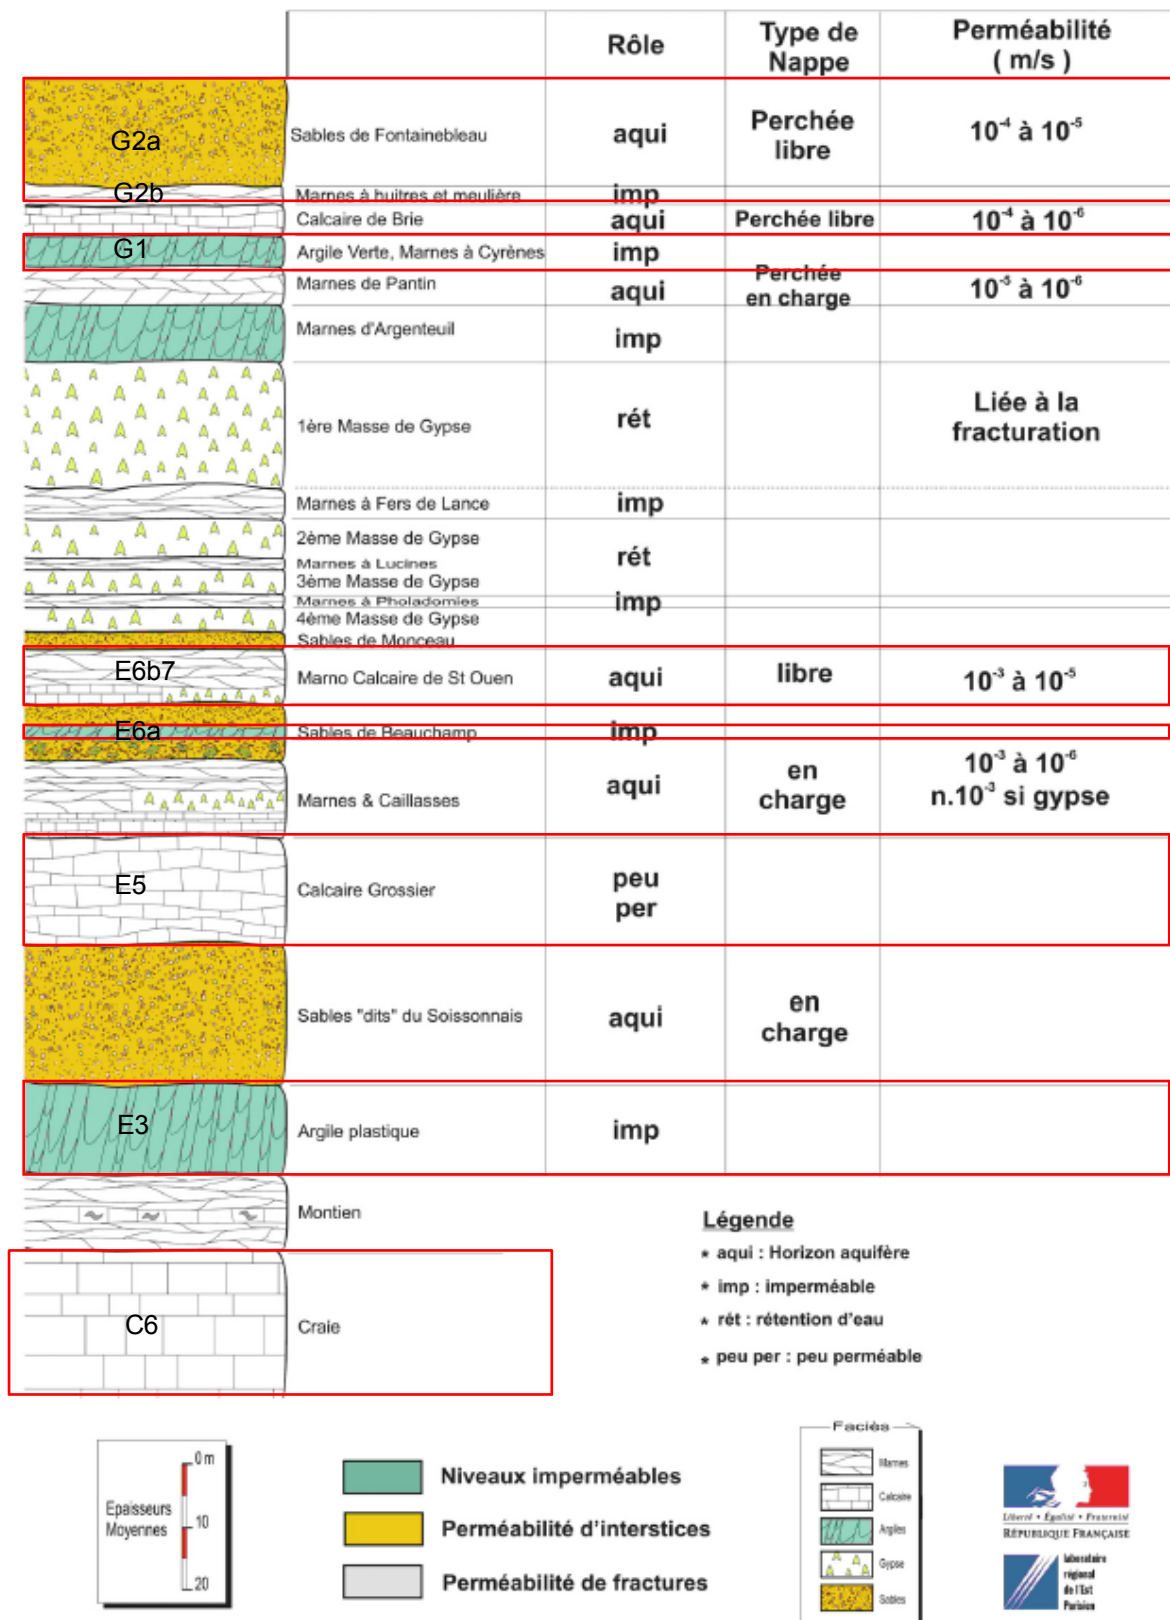 Rôle
Type de
Nappe
Perméabilité
( m/s )
G2a
Sables de Fontainebleau
aqui
Perchée
libre
10⁻⁴ à 10⁻⁵
G2b
Marnes à huitres et meulière
imp
Calcaire de Brie
aqui
Perchée libre
10⁻⁴ à 10⁻⁶
G1
Argile Verte, Marnes à Cyrènes
imp
Marnes de Pantin
aqui
Perchée
en charge
10⁻⁵ à 10⁻⁶
Marnes d'Argenteuil
imp
1ère Masse de Gypse
rét
Liée à la
fracturation
Marnes à Fers de Lance
imp
2ème Masse de Gypse
rét
Marnes à Lucines
3ème Masse de Gypse
Marnes à Pholadomies
imp
4ème Masse de Gypse
Sables de Monceau
E6b7
Marno Calcaire de St Ouen
aqui
libre
10⁻³ à 10⁻⁵
E6a
Sables de Beauchamp
imp
Marnes & Caillasses
aqui
en
charge
10⁻³ à 10⁻⁶
n.10⁻³ si gypse
E5
Calcaire Grossier
peu
per
Sables "dits" du Soissonnais
aqui
en
charge
E3
Argile plastique
imp
Montien
C6
Craie
Légende
* aqui : Horizon aquifère
* imp : imperméable
* rét : rétention d'eau
* peu per : peu perméable
Epaisseurs
Moyennes
0 m
10
20
Niveaux imperméables
Perméabilité d'interstices
Perméabilité de fractures
Faciès
Marnes
Calcaire
Argiles
Gypse
Sables
Liberté • Égalité • Fraternité
RÉPUBLIQUE FRANÇAISE
laboratoire
régional
de l'Est
Parisien